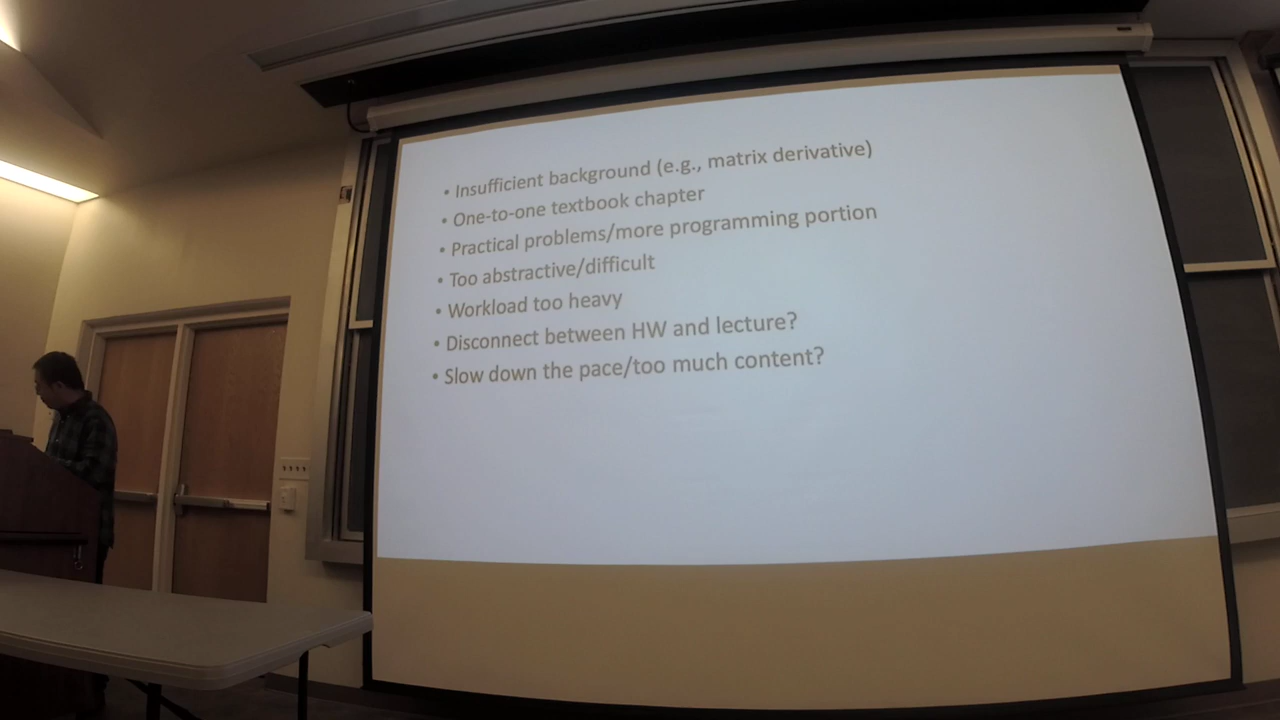 • Insufficient background (e.g., matrix derivative)
• One-to-one textbook chapter
• Practical problems/more programming portion
• Too abstractive/difficult
• Workload too heavy
• Disconnect between HW and lecture?
• Slow down the pace/too much content?